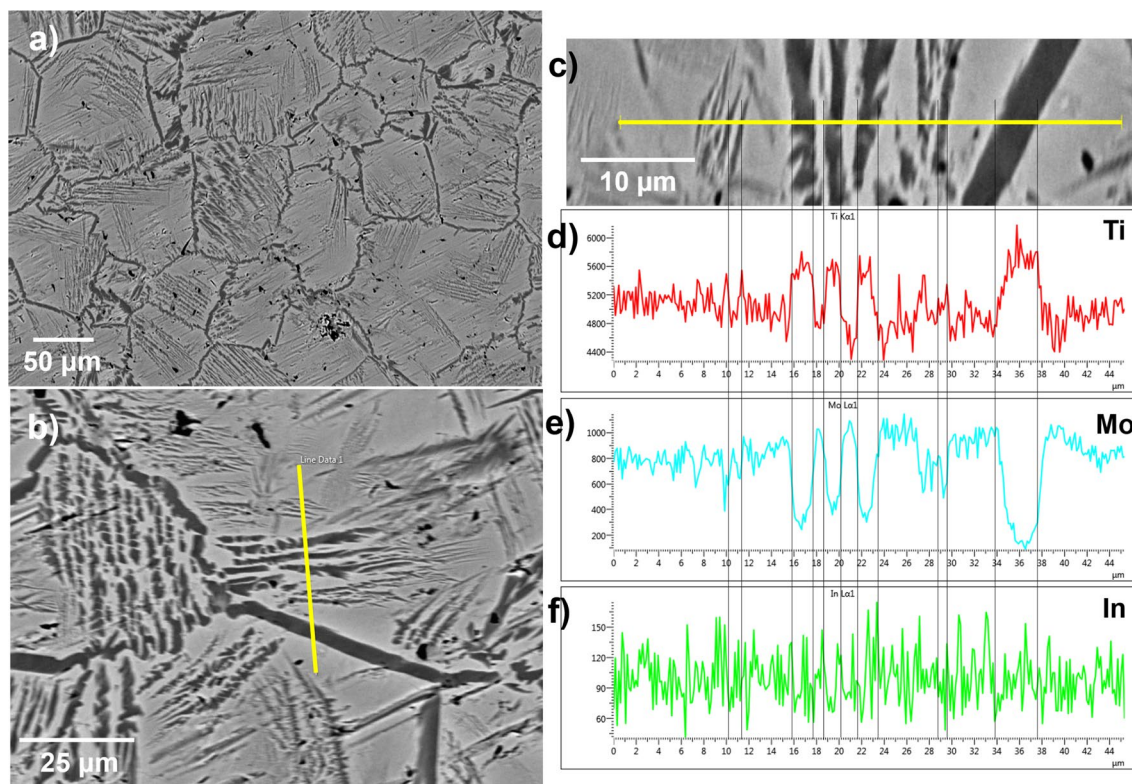 a)
50 µm
b)
Line Data 1
25 µm
c)
10 µm
d)
Ti Kα1
Ti
6000
5600
5200
4800
4400
0 2 4 6 8 10 12 14 16 18 20 22 24 26 28 30 32 34 36 38 40 42 44
µm
e)
Mo Lα1
Mo
1000
800
600
400
200
0 2 4 6 8 10 12 14 16 18 20 22 24 26 28 30 32 34 36 38 40 42 44
µm
f)
In Lα1
In
150
120
90
60
0 2 4 6 8 10 12 14 16 18 20 22 24 26 28 30 32 34 36 38 40 42 44
µm